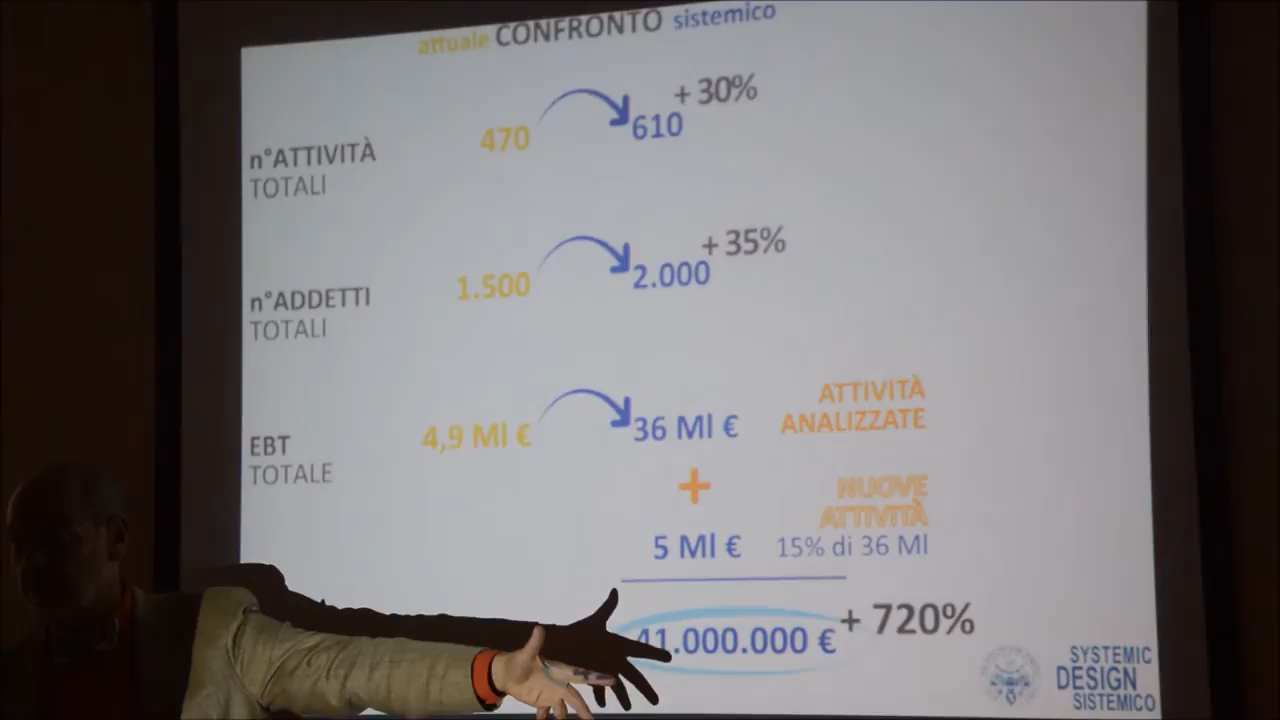 attuale CONFRONTO sistemico
+ 30%
470 610
n°ATTIVITÀ
TOTALI
+ 35%
1.500 2.000
n°ADDETTI
TOTALI
4,9 Ml € 36 Ml € ATTIVITÀ
ANALIZZATE
EBT
TOTALE
+ NUOVE
ATTIVITÀ
5 Ml € 15% di 36 Ml
41.000.000 € + 720%
SYSTEMIC
DESIGN
SISTEMICO